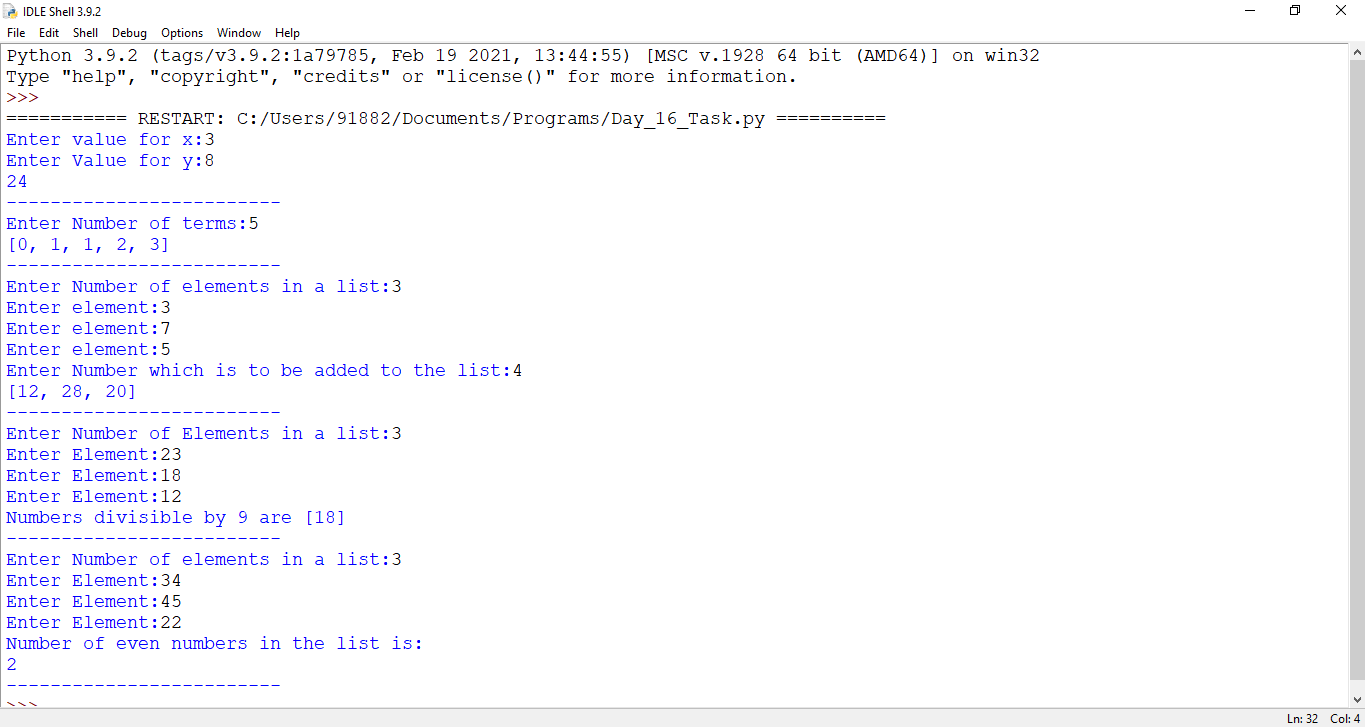 IDLE Shell 3.9.2
File Edit Shell Debug Options Window Help
Python 3.9.2 (tags/v3.9.2:1a79785, Feb 19 2021, 13:44:55) [MSC v.1928 64 bit (AMD64)] on win32
Type "help", "copyright", "credits" or "license()" for more information.
>>>
=========== RESTART: C:/Users/91882/Documents/Programs/Day_16_Task.py ==========
Enter value for x:3
Enter Value for y:8
24
-------------------------
Enter Number of terms:5
[0, 1, 1, 2, 3]
-------------------------
Enter Number of elements in a list:3
Enter element:3
Enter element:7
Enter element:5
Enter Number which is to be added to the list:4
[12, 28, 20]
-------------------------
Enter Number of Elements in a list:3
Enter Element:23
Enter Element:18
Enter Element:12
Numbers divisible by 9 are [18]
-------------------------
Enter Number of elements in a list:3
Enter Element:34
Enter Element:45
Enter Element:22
Number of even numbers in the list is:
2
-------------------------
>>>
Ln: 32 Col: 4